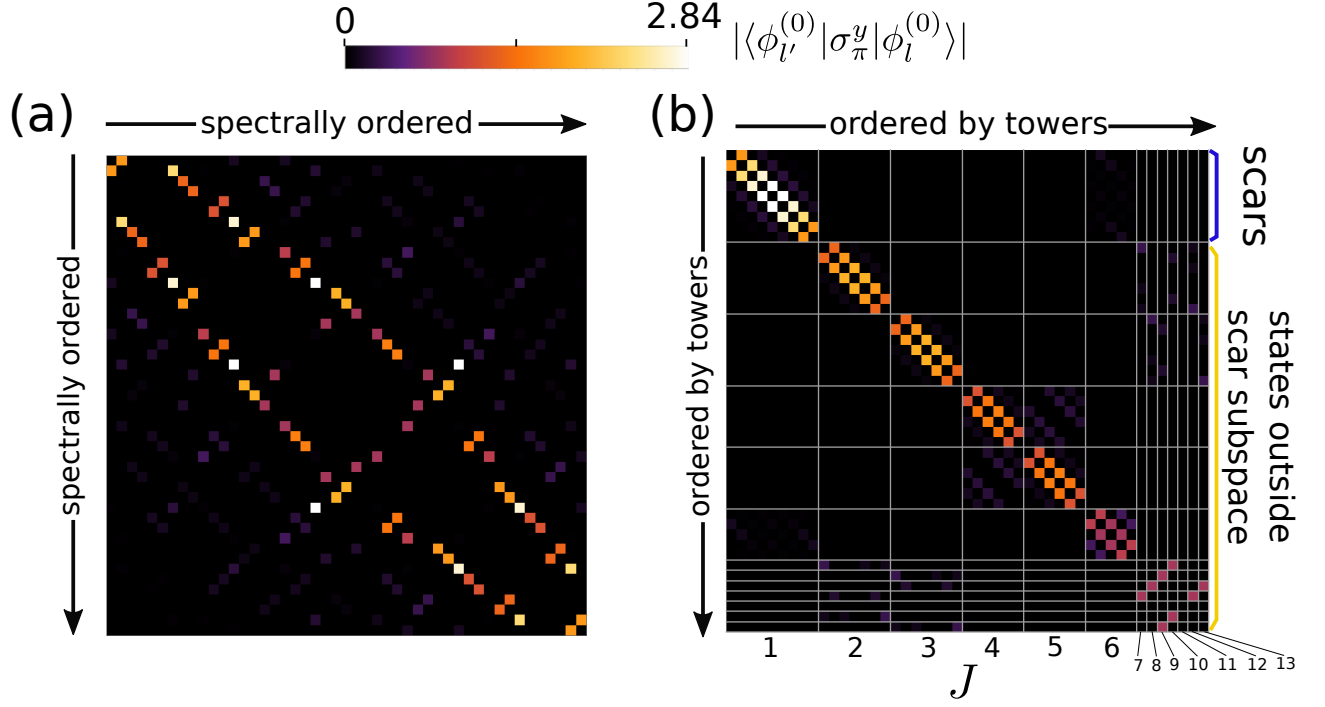 0
2.84
|⟨ϕ_{l'}^{(0)}|σ_π^y|ϕ_l^{(0)}⟩|
(a)
spectrally ordered
spectrally ordered
(b)
ordered by towers
ordered by towers
scars
states outside
scar subspace
1 2 3 4 5 6 7 8 9 10 11 12 13
J